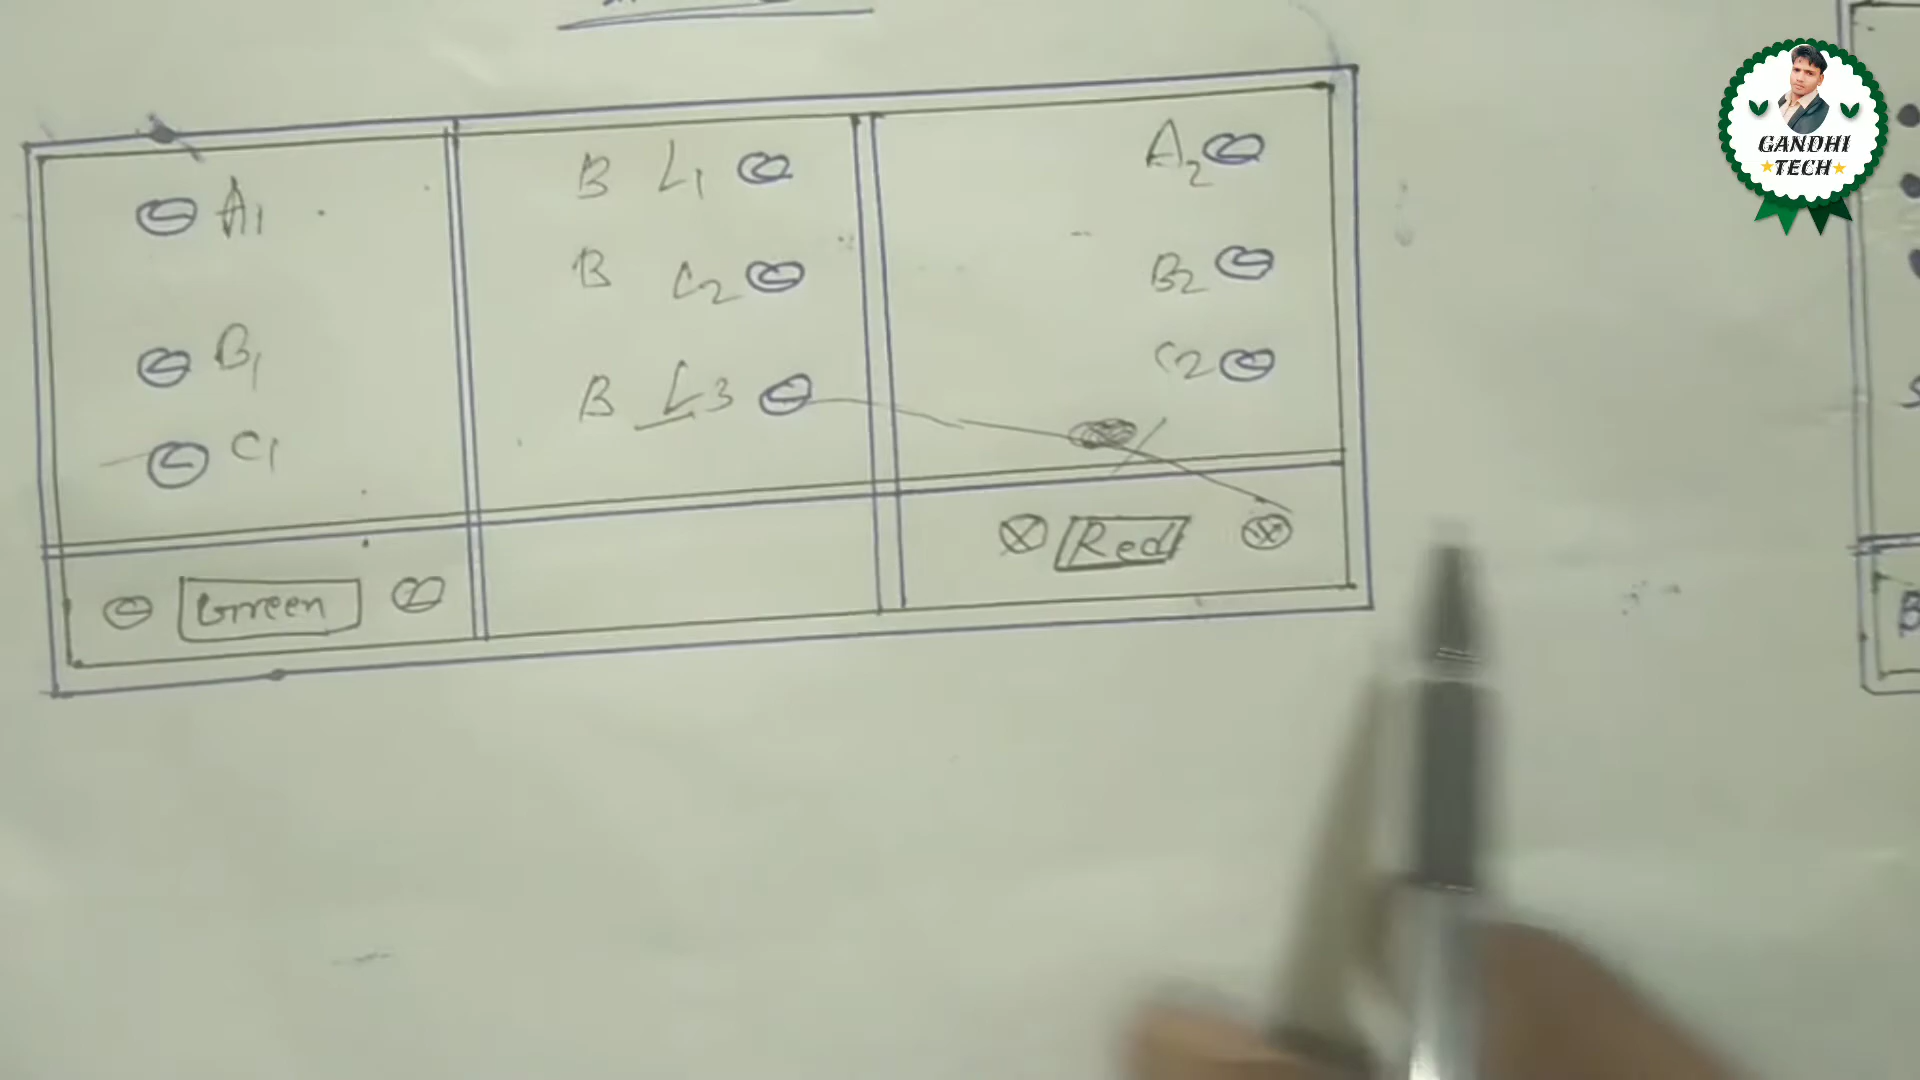 A1
B1
C1
B L1
B C2
B L3
A2
B2
C2
Green
Red
GANDHI
TECH